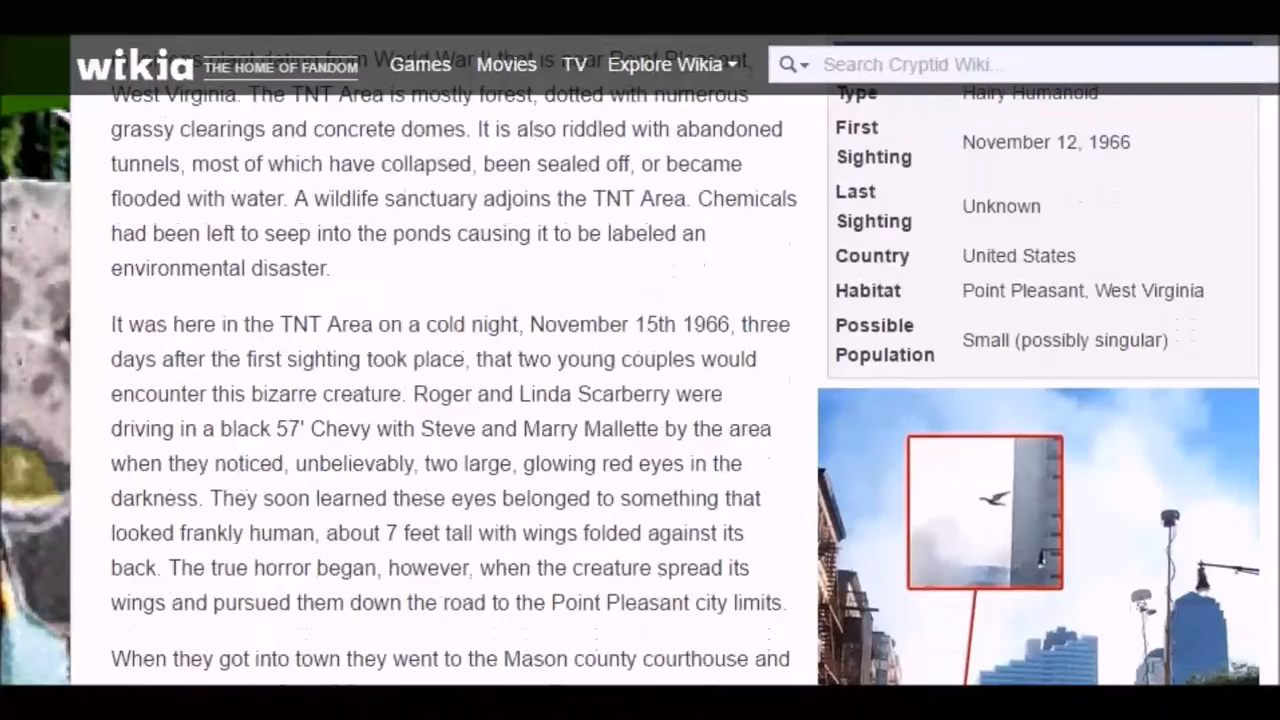 wikia THE HOME OF FANDOM Games Movies TV Explore Wikia Search Cryptid Wiki...
West Virginia. The TNT Area is mostly forest, dotted with numerous
grassy clearings and concrete domes. It is also riddled with abandoned
tunnels, most of which have collapsed, been sealed off, or became
flooded with water. A wildlife sanctuary adjoins the TNT Area. Chemicals
had been left to seep into the ponds causing it to be labeled an
environmental disaster.
It was here in the TNT Area on a cold night, November 15th 1966, three
days after the first sighting took place, that two young couples would
encounter this bizarre creature. Roger and Linda Scarberry were
driving in a black 57' Chevy with Steve and Marry Mallette by the area
when they noticed, unbelievably, two large, glowing red eyes in the
darkness. They soon learned these eyes belonged to something that
looked frankly human, about 7 feet tall with wings folded against its
back. The true horror began, however, when the creature spread its
wings and pursued them down the road to the Point Pleasant city limits.
When they got into town they went to the Mason county courthouse and
Type Hairy Humanoid
First
Sighting
November 12, 1966
Last
Sighting
Unknown
Country United States
Habitat Point Pleasant, West Virginia
Possible
Population
Small (possibly singular)